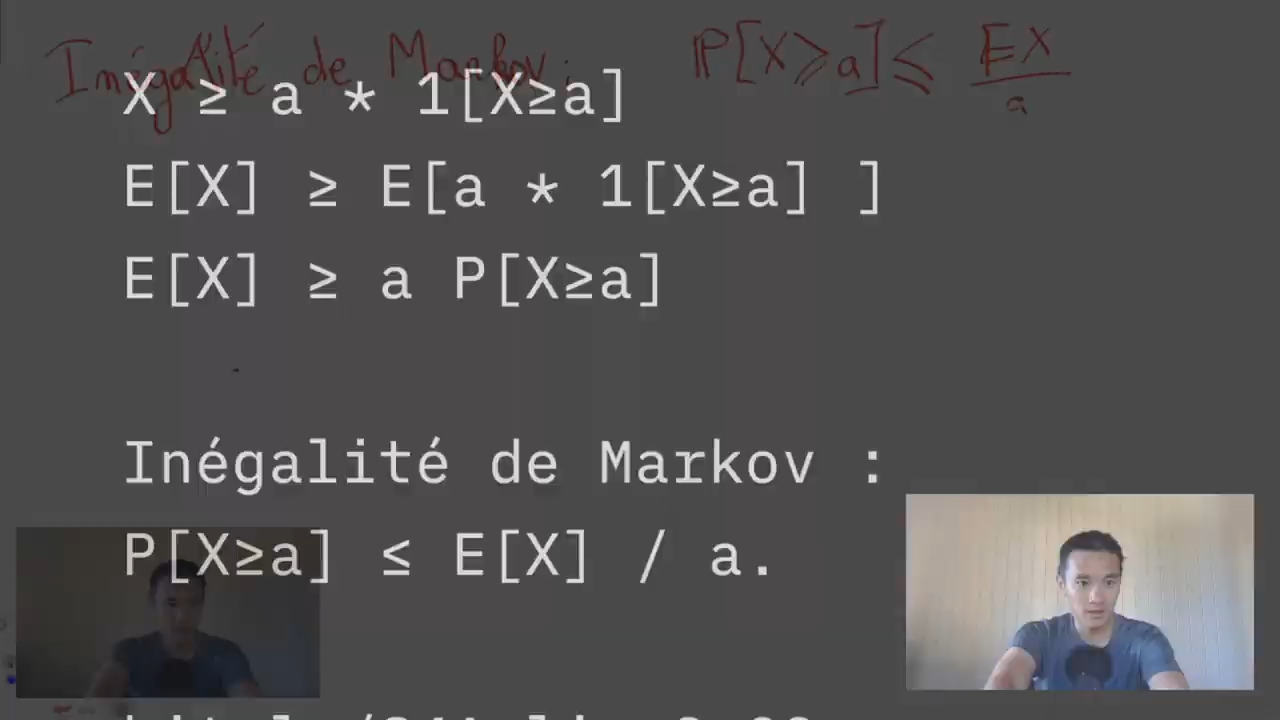 Inégalité de Markov : P[X≥a] ≤ EX/a
X ≥ a * 1[X≥a]
E[X] ≥ E[a * 1[X≥a] ]
E[X] ≥ a P[X≥a]
Inégalité de Markov :
P[X≥a] ≤ E[X] / a.